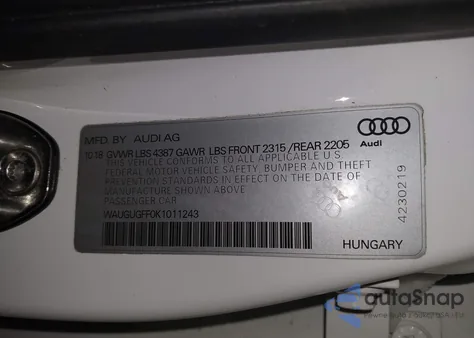 MFD. BY AUDI AG
10.18 GVWR LBS 4387 GAWR LBS FRONT 2315 /REAR 2205
THIS VEHICLE CONFORMS TO ALL APPLICABLE U.S.
FEDERAL MOTOR VEHICLE SAFETY, BUMPER AND THEFT
PREVENTION STANDARDS IN EFFECT ON THE DATE OF
MANUFACTURE SHOWN ABOVE
PASSENGER CAR
WAUGUGFF0K1011243
Audi
4230219
HUNGARY
autoSnap